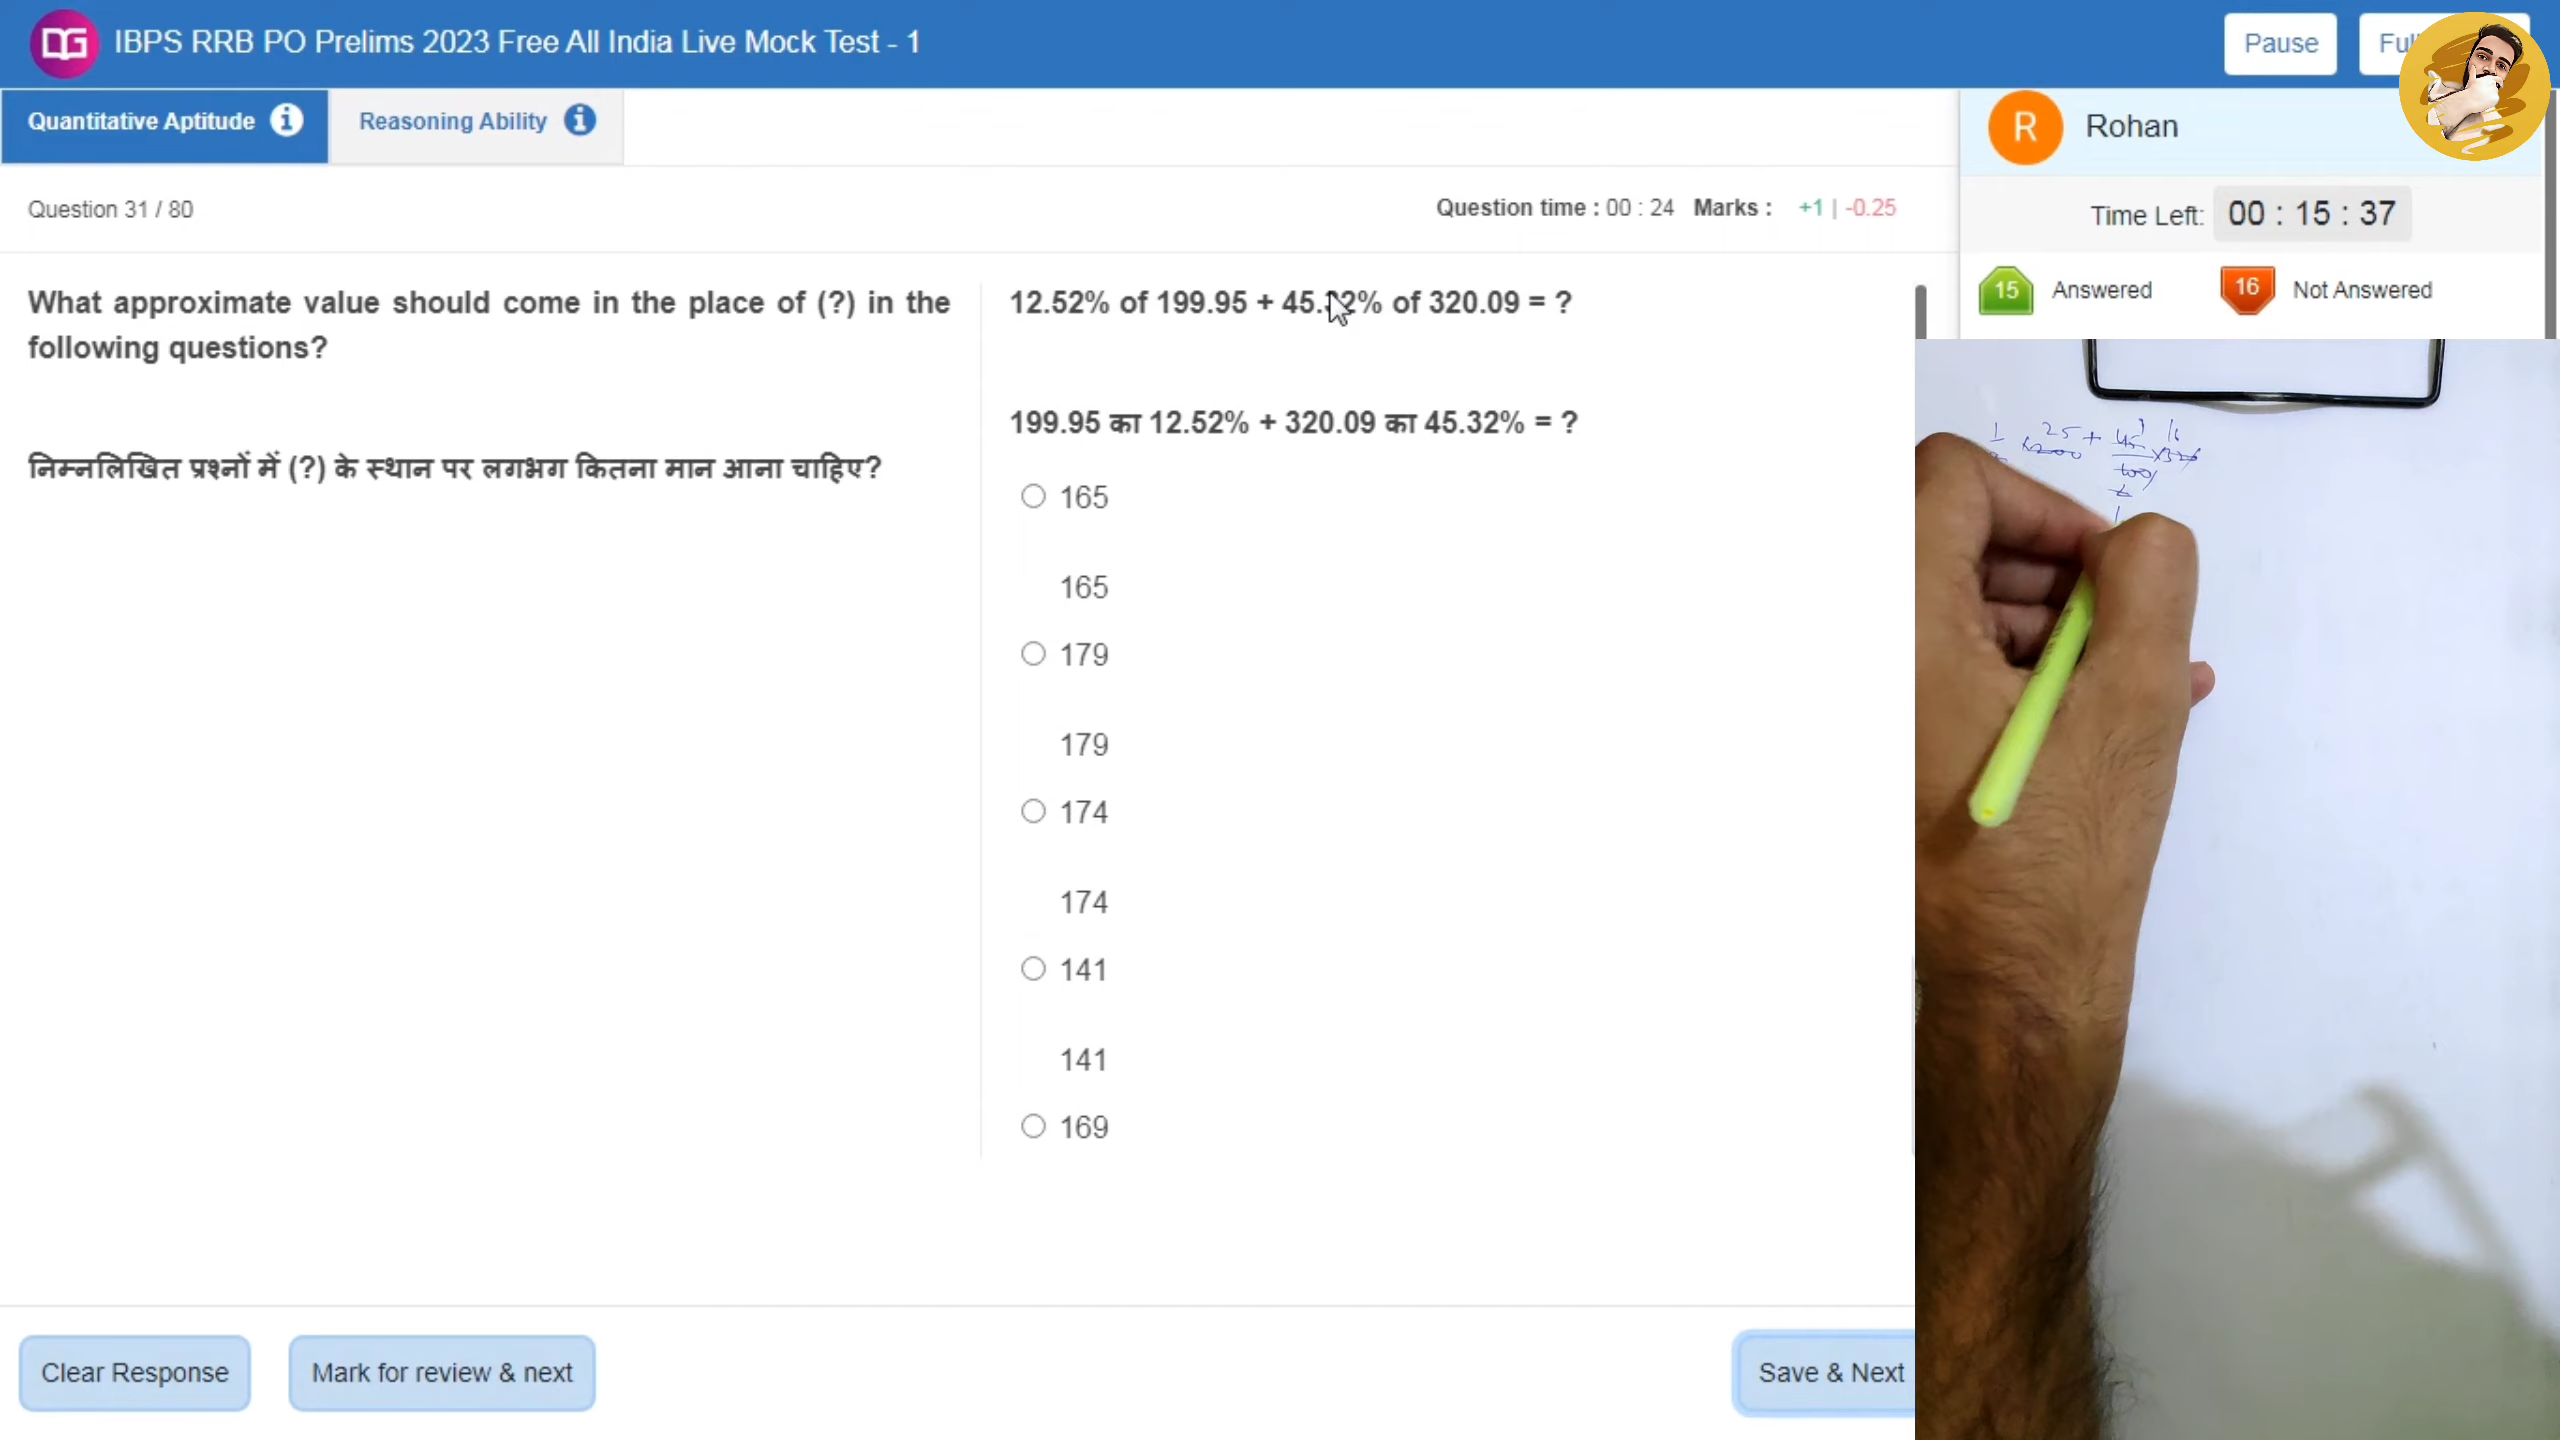 DG IBPS RRB PO Prelims 2023 Free All India Live Mock Test - 1
Pause
Quantitative Aptitude i
Reasoning Ability i
R Rohan
Question 31 / 80
Question time : 00 : 24 Marks : +1 | -0.25
Time Left: 00 : 15 : 37
15 Answered 16 Not Answered
What approximate value should come in the place of (?) in the
following questions?
निम्नलिखित प्रश्नों में (?) के स्थान पर लगभग कितना मान आना चाहिए?
12.52% of 199.95 + 45.32% of 320.09 = ?
199.95 का 12.52% + 320.09 का 45.32% = ?
165
165
179
179
174
174
141
141
169
Clear Response
Mark for review & next
Save & Next